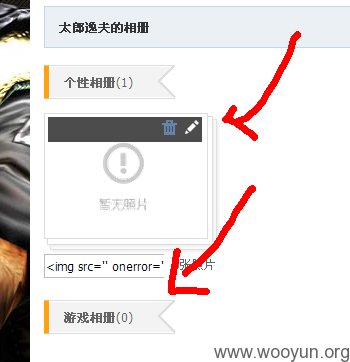 太郎逸夫的相册
个性相册(1)
暂无照片
<img src=" onerror=" 张照片
游戏相册(0)
www.wooyun.org